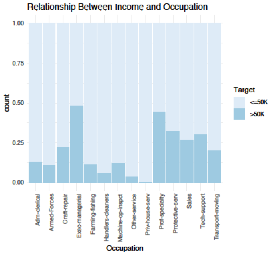 Relationship Between Income and Occupation
1.00
0.75
0.50
0.25
0.00
count
Adm-clerical
Armed-Forces
Craft-repair
Exec-managerial
Farming-fishing
Handlers-cleaners
Machine-op-inspct
Other-service
Priv-house-serv
Prof-specialty
Protective-serv
Sales
Tech-support
Transport-moving
Occupation
Target
<=50K
>50K